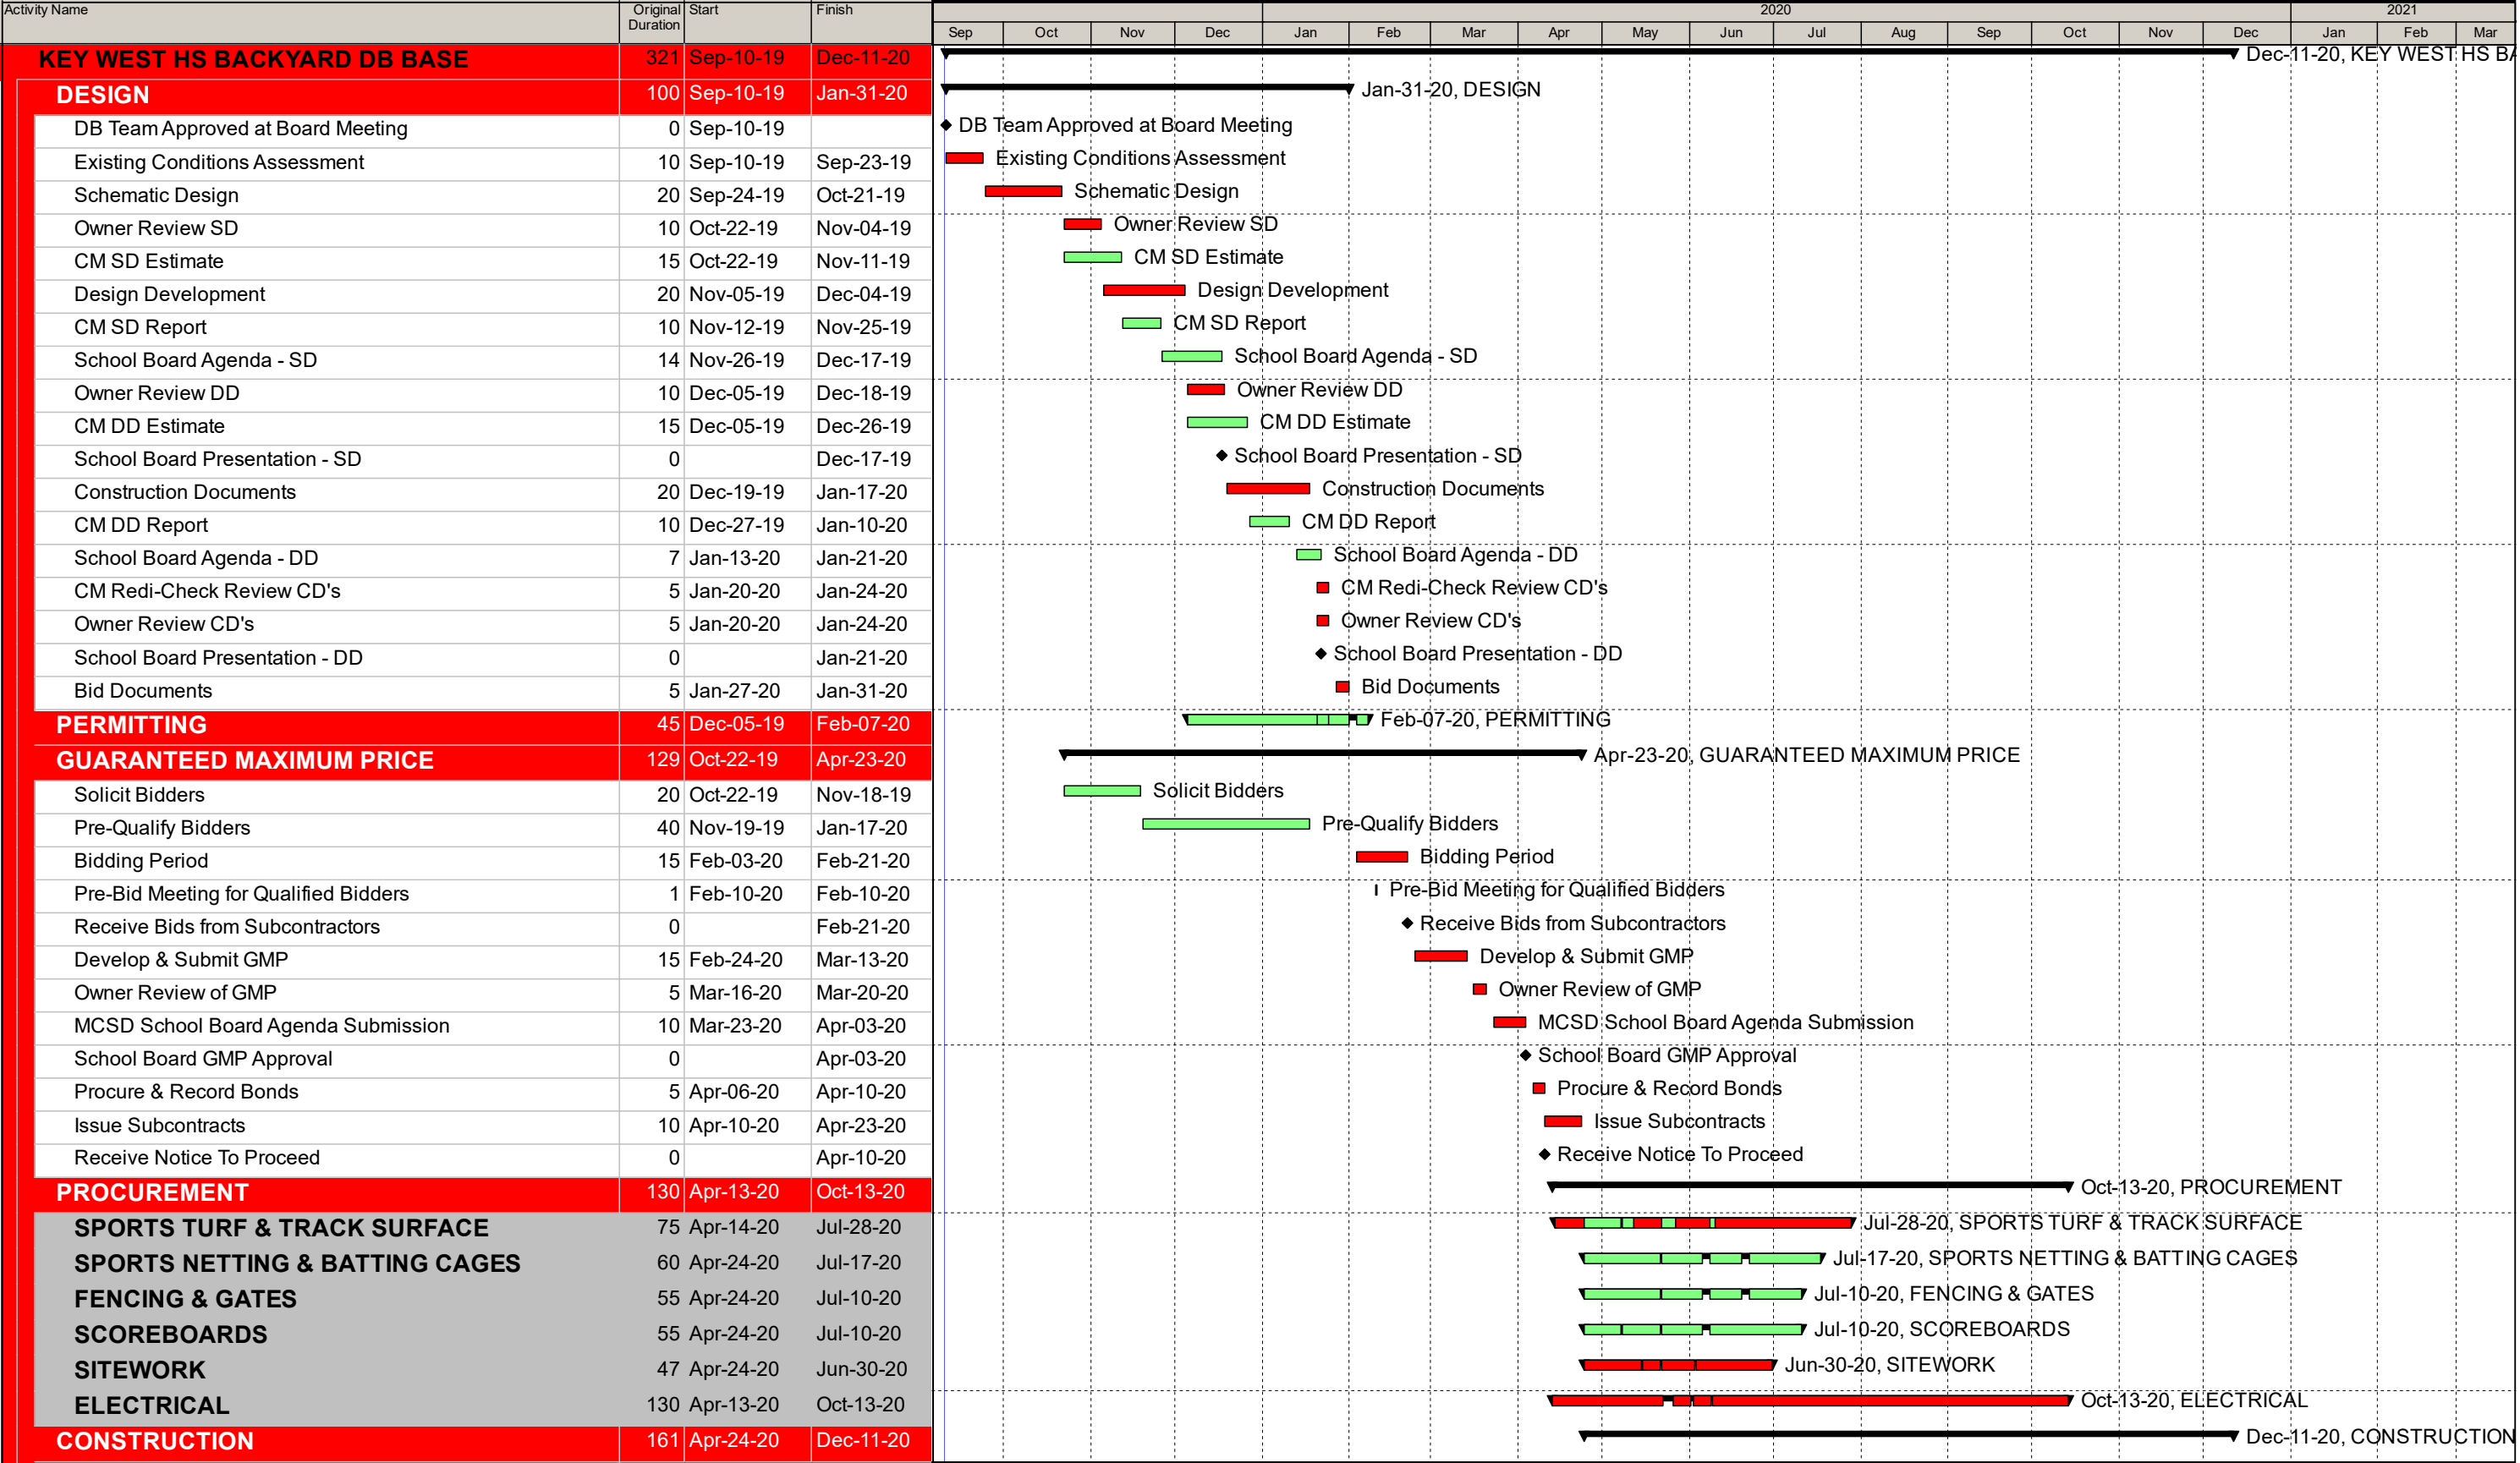 Activity Name Original Duration Start Finish 2020 2021
Sep Oct Nov Dec Jan Feb Mar Apr May Jun Jul Aug Sep Oct Nov Dec Jan Feb Mar
KEY WEST HS BACKYARD DB BASE 321 Sep-10-19 Dec-11-20 Dec-11-20, KEY WEST HS BA
DESIGN 100 Sep-10-19 Jan-31-20 Jan-31-20, DESIGN
DB Team Approved at Board Meeting 0 Sep-10-19 DB Team Approved at Board Meeting
Existing Conditions Assessment 10 Sep-10-19 Sep-23-19 Existing Conditions Assessment
Schematic Design 20 Sep-24-19 Oct-21-19 Schematic Design
Owner Review SD 10 Oct-22-19 Nov-04-19 Owner Review SD
CM SD Estimate 15 Oct-22-19 Nov-11-19 CM SD Estimate
Design Development 20 Nov-05-19 Dec-04-19 Design Development
CM SD Report 10 Nov-12-19 Nov-25-19 CM SD Report
School Board Agenda - SD 14 Nov-26-19 Dec-17-19 School Board Agenda - SD
Owner Review DD 10 Dec-05-19 Dec-18-19 Owner Review DD
CM DD Estimate 15 Dec-05-19 Dec-26-19 CM DD Estimate
School Board Presentation - SD 0 Dec-17-19 School Board Presentation - SD
Construction Documents 20 Dec-19-19 Jan-17-20 Construction Documents
CM DD Report 10 Dec-27-19 Jan-10-20 CM DD Report
School Board Agenda - DD 7 Jan-13-20 Jan-21-20 School Board Agenda - DD
CM Redi-Check Review CD's 5 Jan-20-20 Jan-24-20 CM Redi-Check Review CD's
Owner Review CD's 5 Jan-20-20 Jan-24-20 Owner Review CD's
School Board Presentation - DD 0 Jan-21-20 School Board Presentation - DD
Bid Documents 5 Jan-27-20 Jan-31-20 Bid Documents
PERMITTING 45 Dec-05-19 Feb-07-20 Feb-07-20, PERMITTING
GUARANTEED MAXIMUM PRICE 129 Oct-22-19 Apr-23-20 Apr-23-20, GUARANTEED MAXIMUM PRICE
Solicit Bidders 20 Oct-22-19 Nov-18-19 Solicit Bidders
Pre-Qualify Bidders 40 Nov-19-19 Jan-17-20 Pre-Qualify Bidders
Bidding Period 15 Feb-03-20 Feb-21-20 Bidding Period
Pre-Bid Meeting for Qualified Bidders 1 Feb-10-20 Feb-10-20 Pre-Bid Meeting for Qualified Bidders
Receive Bids from Subcontractors 0 Feb-21-20 Receive Bids from Subcontractors
Develop & Submit GMP 15 Feb-24-20 Mar-13-20 Develop & Submit GMP
Owner Review of GMP 5 Mar-16-20 Mar-20-20 Owner Review of GMP
MCSD School Board Agenda Submission 10 Mar-23-20 Apr-03-20 MCSD School Board Agenda Submission
School Board GMP Approval 0 Apr-03-20 School Board GMP Approval
Procure & Record Bonds 5 Apr-06-20 Apr-10-20 Procure & Record Bonds
Issue Subcontracts 10 Apr-10-20 Apr-23-20 Issue Subcontracts
Receive Notice To Proceed 0 Apr-10-20 Receive Notice To Proceed
PROCUREMENT 130 Apr-13-20 Oct-13-20 Oct-13-20, PROCUREMENT
SPORTS TURF & TRACK SURFACE 75 Apr-14-20 Jul-28-20 Jul-28-20, SPORTS TURF & TRACK SURFACE
SPORTS NETTING & BATTING CAGES 60 Apr-24-20 Jul-17-20 Jul-17-20, SPORTS NETTING & BATTING CAGES
FENCING & GATES 55 Apr-24-20 Jul-10-20 Jul-10-20, FENCING & GATES
SCOREBOARDS 55 Apr-24-20 Jul-10-20 Jul-10-20, SCOREBOARDS
SITEWORK 47 Apr-24-20 Jun-30-20 Jun-30-20, SITEWORK
ELECTRICAL 130 Apr-13-20 Oct-13-20 Oct-13-20, ELECTRICAL
CONSTRUCTION 161 Apr-24-20 Dec-11-20 Dec-11-20, CONSTRUCTION